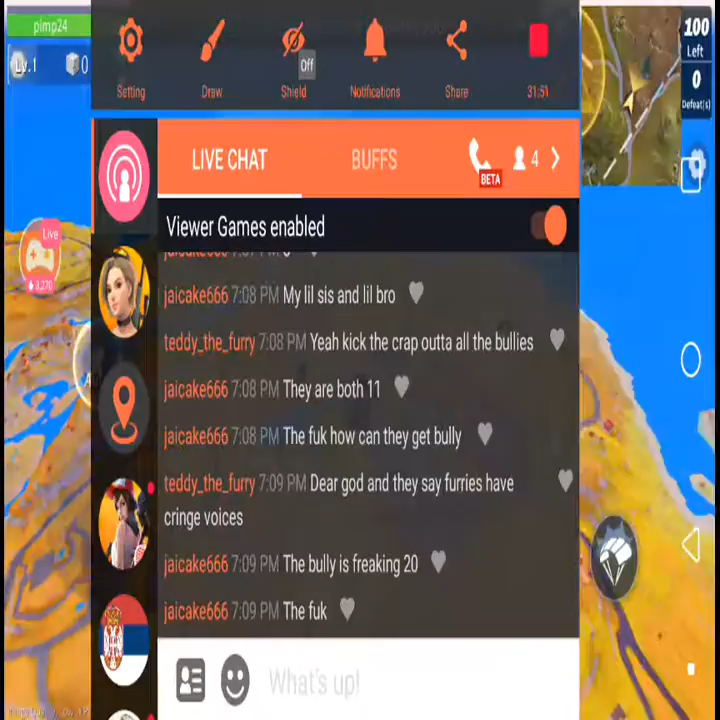 plmp24
Lv.1
0
Setting
Draw
Off
Shield
Notifications
Share
31:51
100
Left
0
Defeat(s)
LIVE CHAT
BUFFS
BETA
4
Viewer Games enabled
Live
3,270
jaicake666 7:08 PM My lil sis and lil bro
teddy_the_furry 7:08 PM Yeah kick the crap outta all the bullies
jaicake666 7:08 PM They are both 11
jaicake666 7:08 PM The fuk how can they get bully
teddy_the_furry 7:09 PM Dear god and they say furries have
cringe voices
jaicake666 7:09 PM The bully is freaking 20
jaicake666 7:09 PM The fuk
What's up!